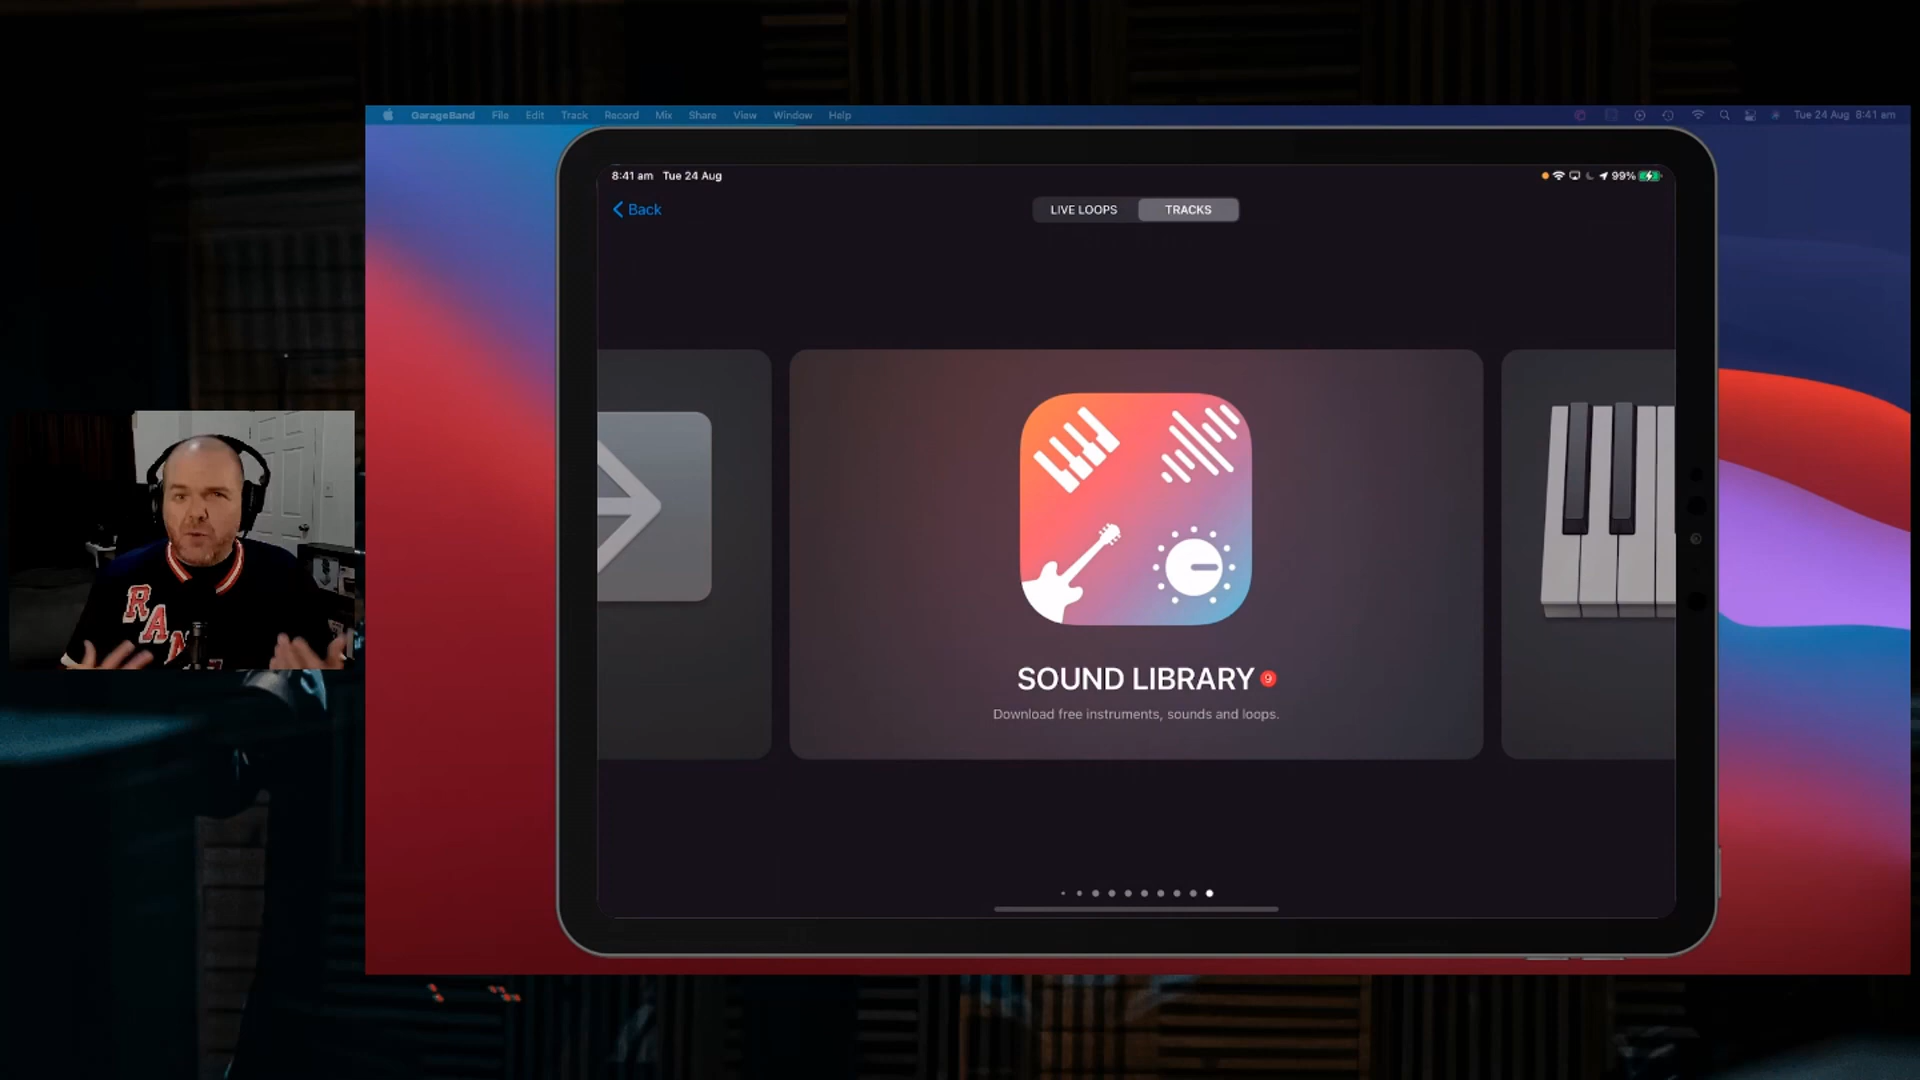 GarageBand File Edit Track Record Mix Share View Window Help
Tue 24 Aug 8:41 am
8:41 am Tue 24 Aug
99%
Back
LIVE LOOPS
TRACKS
SOUND LIBRARY 9
Download free instruments, sounds and loops.
RAN